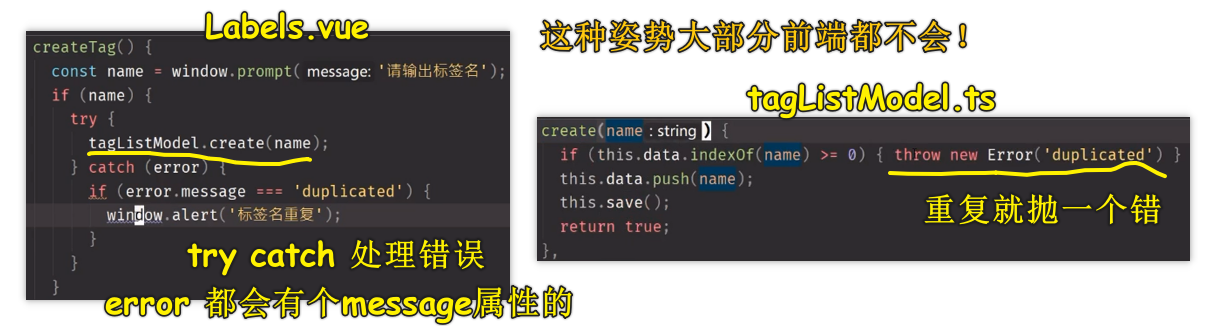 Labels.vue
createTag() {
const name = window.prompt( message: '请输出标签名');
if (name) {
try {
tagListModel.create(name);
} catch (error) {
if (error.message === 'duplicated') {
window.alert('标签名重复');
}
}
}
try catch 处理错误
error 都会有个message属性的
这种姿势大部分前端都不会！
tagListModel.ts
create(name : string ) {
if (this.data.indexOf(name) >= 0) { throw new Error('duplicated') }
this.data.push(name);
this.save();
return true;
},
重复就抛一个错